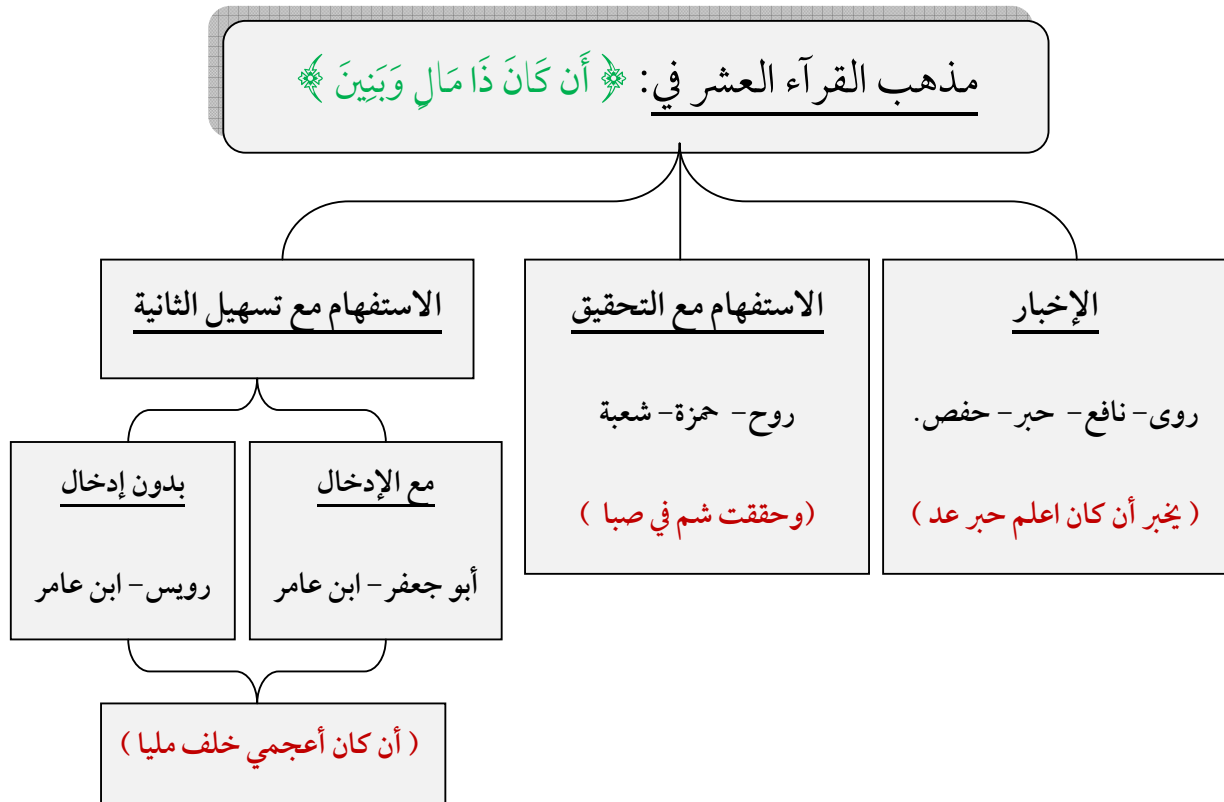 مذهب القرآء العشر في: ﴿ أَن كَانَ ذَا مَالٍ وَبَنِينَ ﴾
الإخبار
روى- نافع- حبر- حفص.
( يخبر أن كان اعلم حبر عد )
الاستفهام مع التحقيق
روح- حمزة- شعبة
(وحققت شم في صبا )
الاستفهام مع تسهيل الثانية
مع الإدخال
أبو جعفر- ابن عامر
بدون إدخال
رويس- ابن عامر
( أن كان أعجمي خلف مليا )